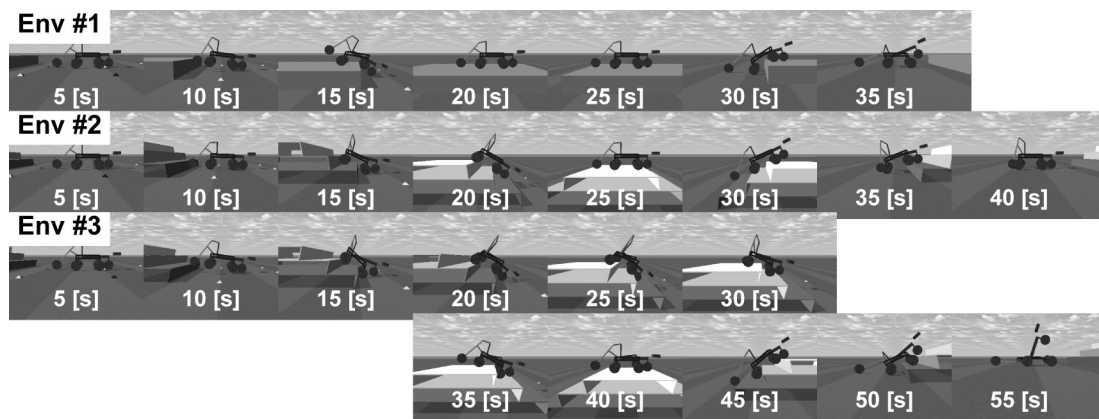 Env #1
5 [s] 10 [s] 15 [s] 20 [s] 25 [s] 30 [s] 35 [s]
Env #2
5 [s] 10 [s] 15 [s] 20 [s] 25 [s] 30 [s] 35 [s] 40 [s]
Env #3
5 [s] 10 [s] 15 [s] 20 [s] 25 [s] 30 [s]
35 [s] 40 [s] 45 [s] 50 [s] 55 [s]